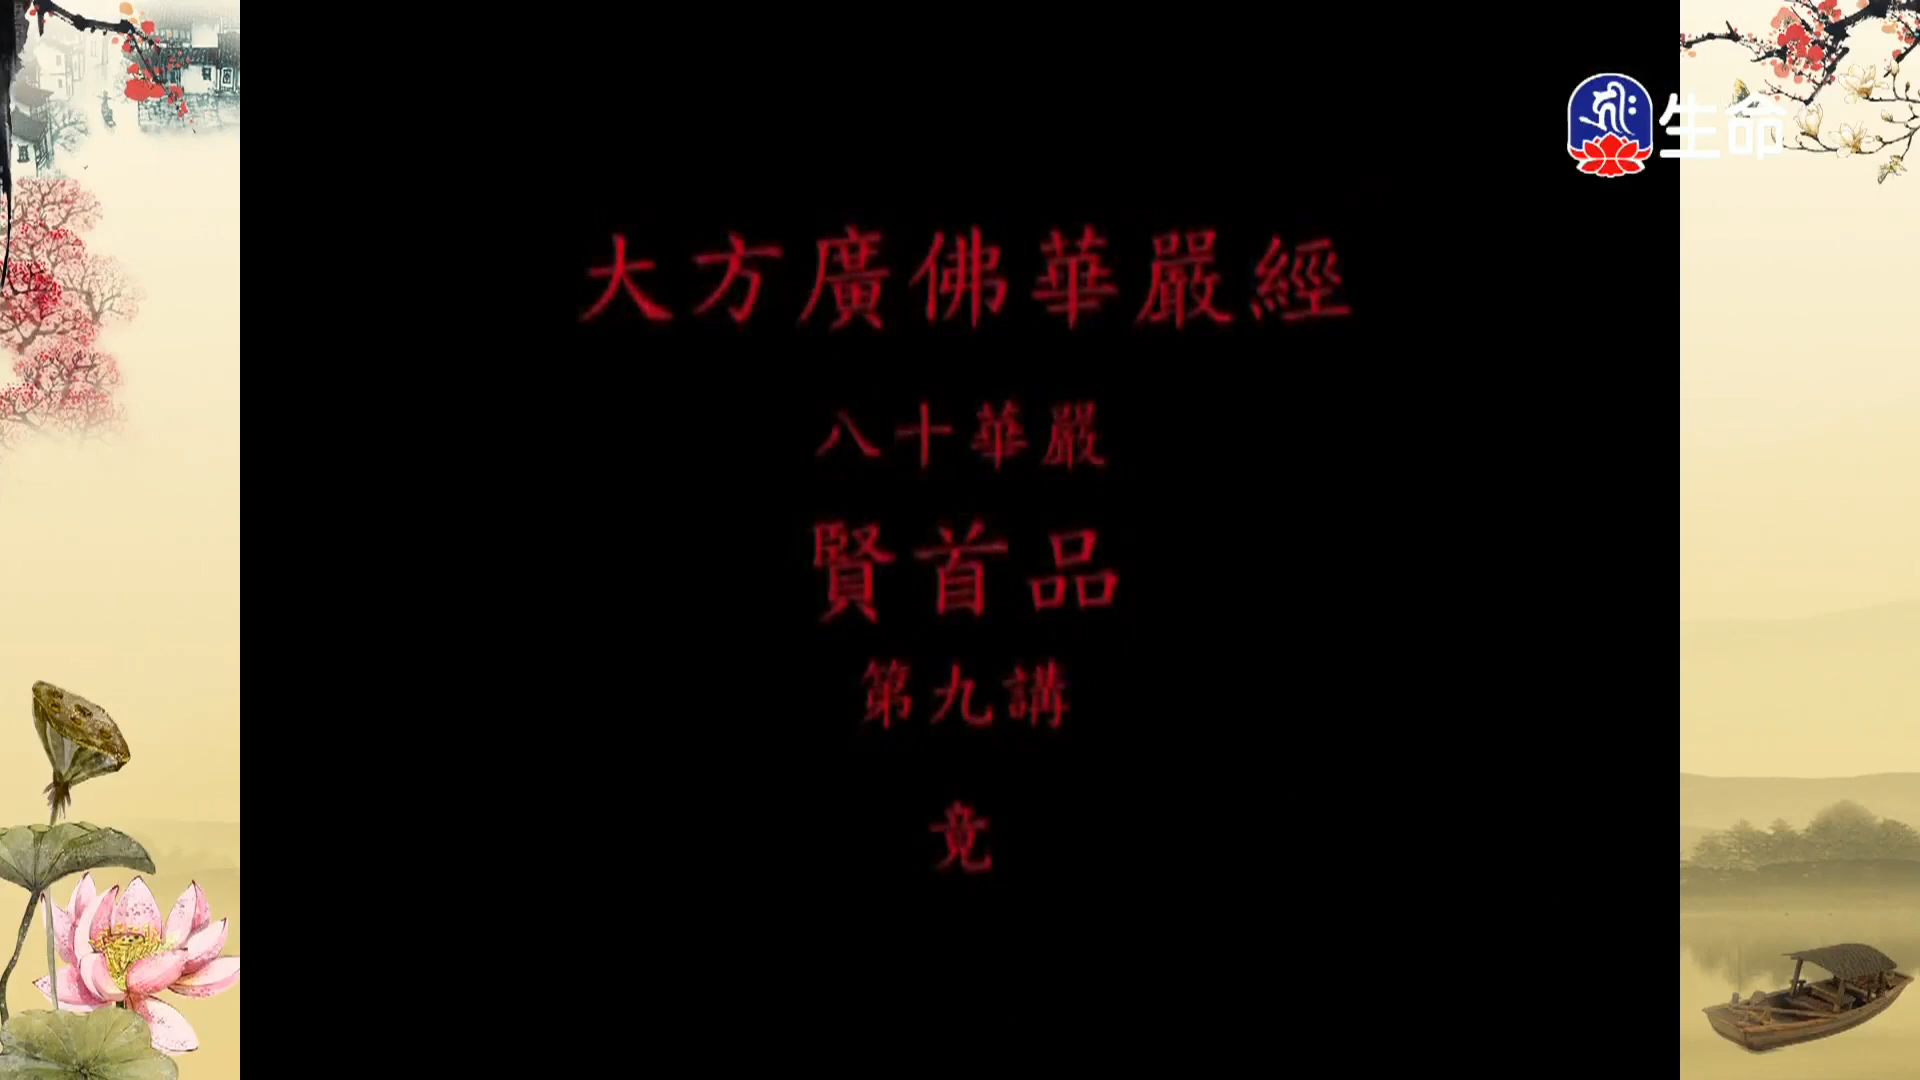 生命
大方廣佛華嚴經
八十華嚴
賢首品
第九講
竟